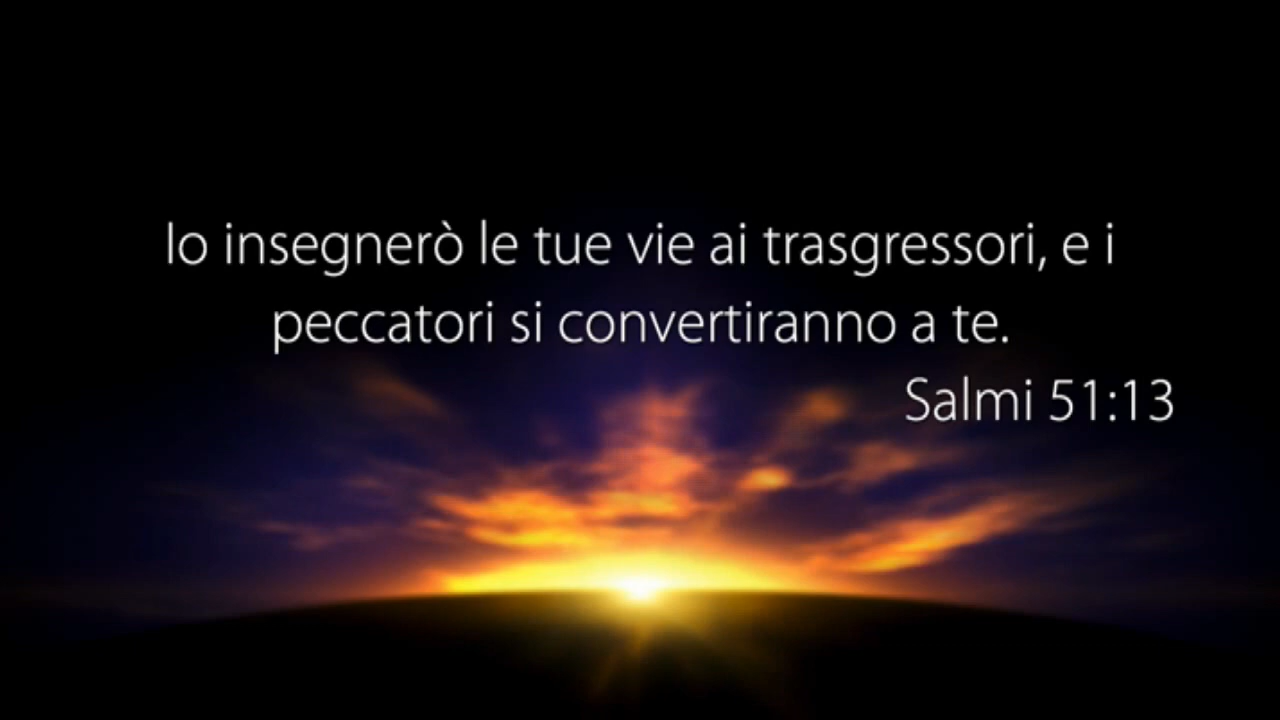 Io insegnerò le tue vie ai trasgressori, e i
peccatori si convertiranno a te.
Salmi 51:13